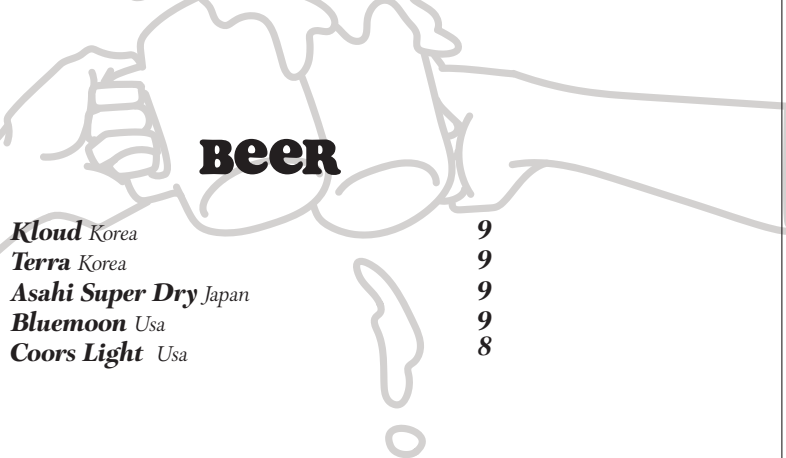 BeeR
Kloud Korea 9
Terra Korea 9
Asahi Super Dry Japan 9
Bluemoon Usa 9
Coors Light Usa 8